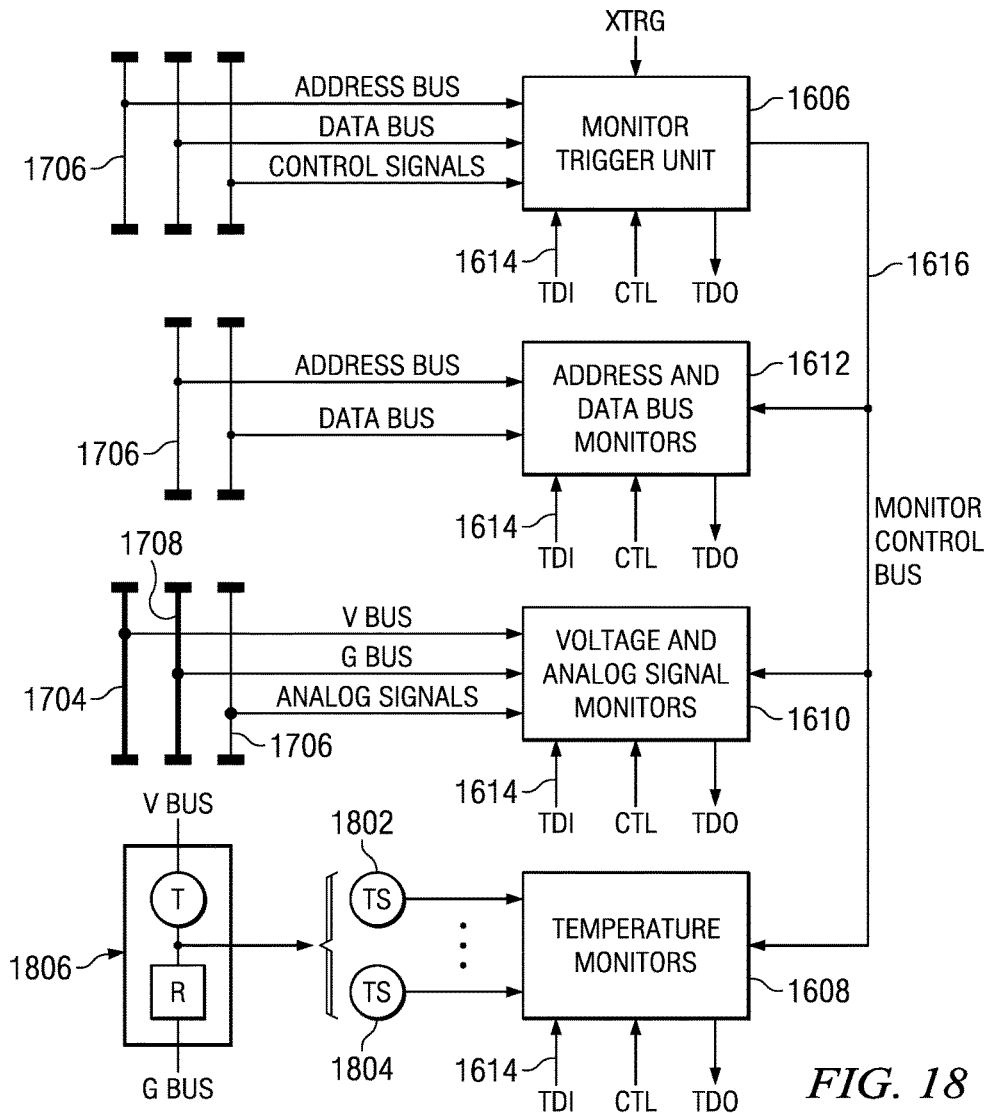 XTRG
ADDRESS BUS
DATA BUS
CONTROL SIGNALS
1706
MONITOR
TRIGGER UNIT
1606
1614
TDI
CTL
TDO
1616
ADDRESS BUS
DATA BUS
1706
ADDRESS AND
DATA BUS
MONITORS
1612
1614
TDI
CTL
TDO
MONITOR
CONTROL
BUS
1708
V BUS
G BUS
ANALOG SIGNALS
1704
1706
VOLTAGE AND
ANALOG SIGNAL
MONITORS
1610
1614
TDI
CTL
TDO
V BUS
T
R
1806
G BUS
1802
TS
TS
1804
TEMPERATURE
MONITORS
1608
1614
TDI
CTL
TDO
FIG. 18